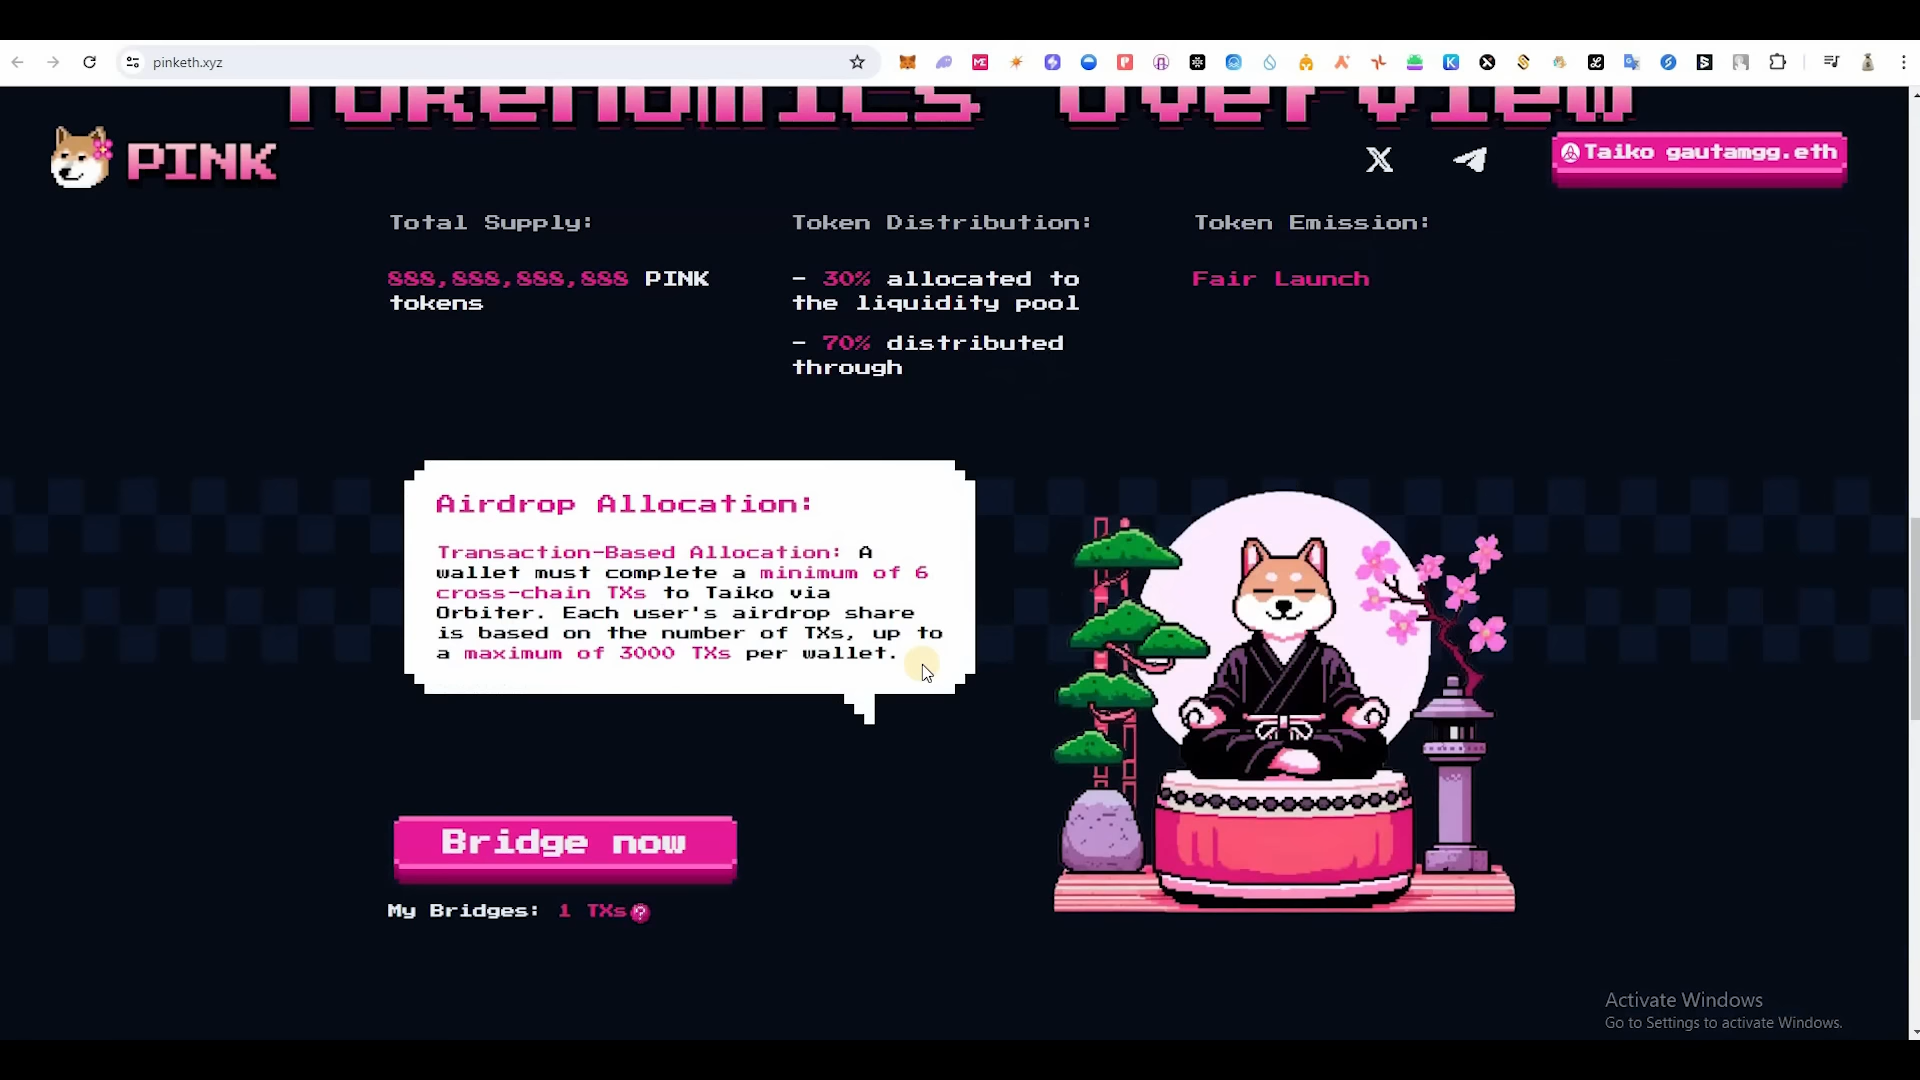 pinketh.xyz
Tokenomics Overview
PINK
Taiko gautamgg.eth
Total Supply:
888,888,888,888 PINK
tokens
Token Distribution:
- 30% allocated to
the liquidity pool
- 70% distributed
through
Token Emission:
Fair Launch
Airdrop Allocation:
Transaction-Based Allocation: A
wallet must complete a minimum of 6
cross-chain TXs to Taiko via
Orbiter. Each user's airdrop share
is based on the number of TXs, up to
a maximum of 3000 TXs per wallet.
Bridge now
My Bridges: 1 TXs?
Activate Windows
Go to Settings to activate Windows.